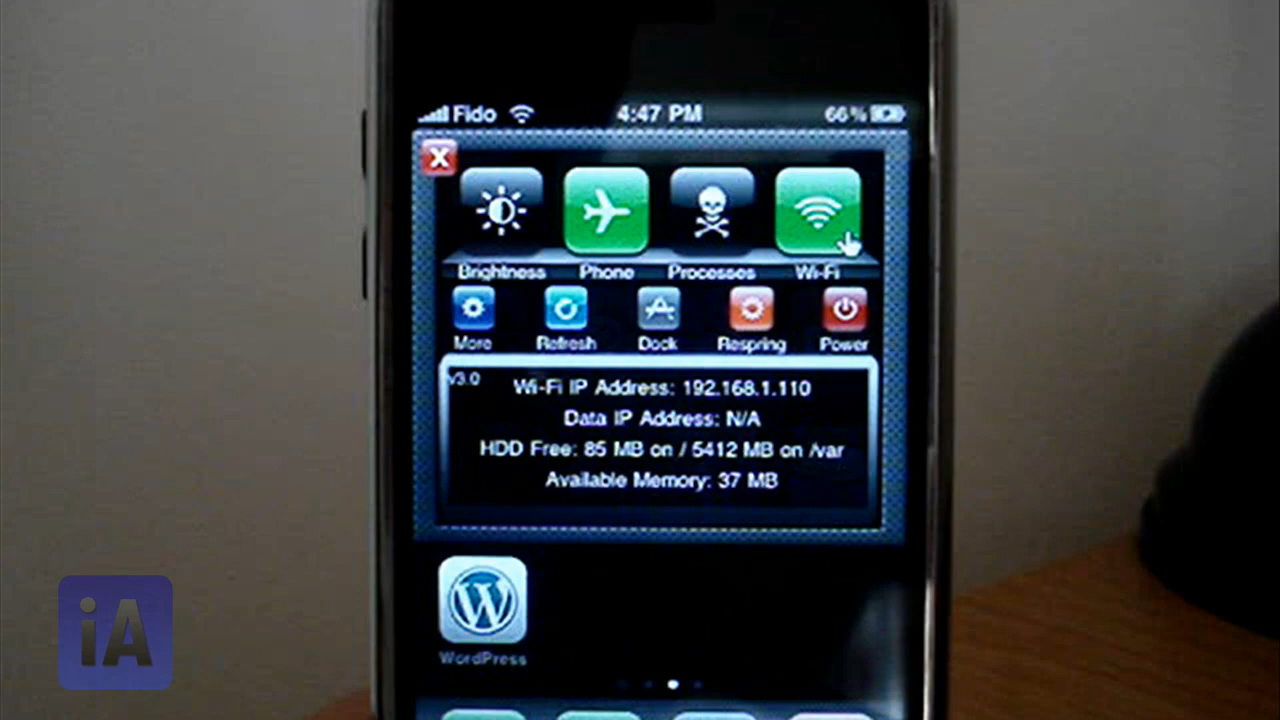 Fido 4:47 PM 66%
X
Brightness Phone Processes Wi-Fi
More Refresh Dock Respring Power
v3.0
Wi-Fi IP Address: 192.168.1.110
Data IP Address: N/A
HDD Free: 85 MB on / 5412 MB on /var
Available Memory: 37 MB
W
WordPress
iA